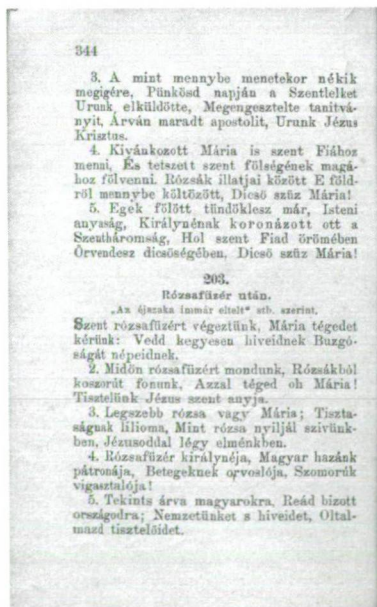 344
3. A mint mennybe menetekor nékik
megigére, Pünkösd napján a Szentlelket
Urunk elküldötte, Megengesztelte tanitvá-
nyit, Árván maradt apostolit, Urunk Jézus
Krisztus.
4. Kivánkozott Mária is szent Fiához
menni, És tetszett szent fölségének magá-
hoz fölvenni. Rózsák illatjai között E föld-
ről mennybe költözött, Dicső szüz Mária!
5. Egek fölött tündöklesz már, Isteni
anyaság, Királynénak koronázott ott a
Szentháromság, Hol szent Fiad örömében
Örvendesz dicsőségében, Dicső szüz Mária!
203.
Rózsafüzér után.
„Az éjszaka immár eltelt" stb. szerint.
Szent rózsafüzért végeztünk, Mária tégedet
kérünk: Vedd kegyesen hiveidnek Buzgó-
ságát népeidnek.
2. Midőn rózsafüzért mondunk, Rózsákból
koszorút fonunk, Azzal téged oh Mária!
Tisztelünk Jézus szent anyja.
3. Legszebb rózsa vagy Mária; Tiszta-
ságnak lilioma, Mint rózsa nyiljál szivünk-
ben, Jézusoddal légy elménkben.
4. Rózsafüzér királynéja, Magyar hazánk
pátronája, Betegeknek orvoslója, Szomorúk
vigasztalója!
5. Tekints árva magyarokra, Reád bizott
országodra; Nemzetünket s hiveidet, Oltal-
mazd tisztelőidet.